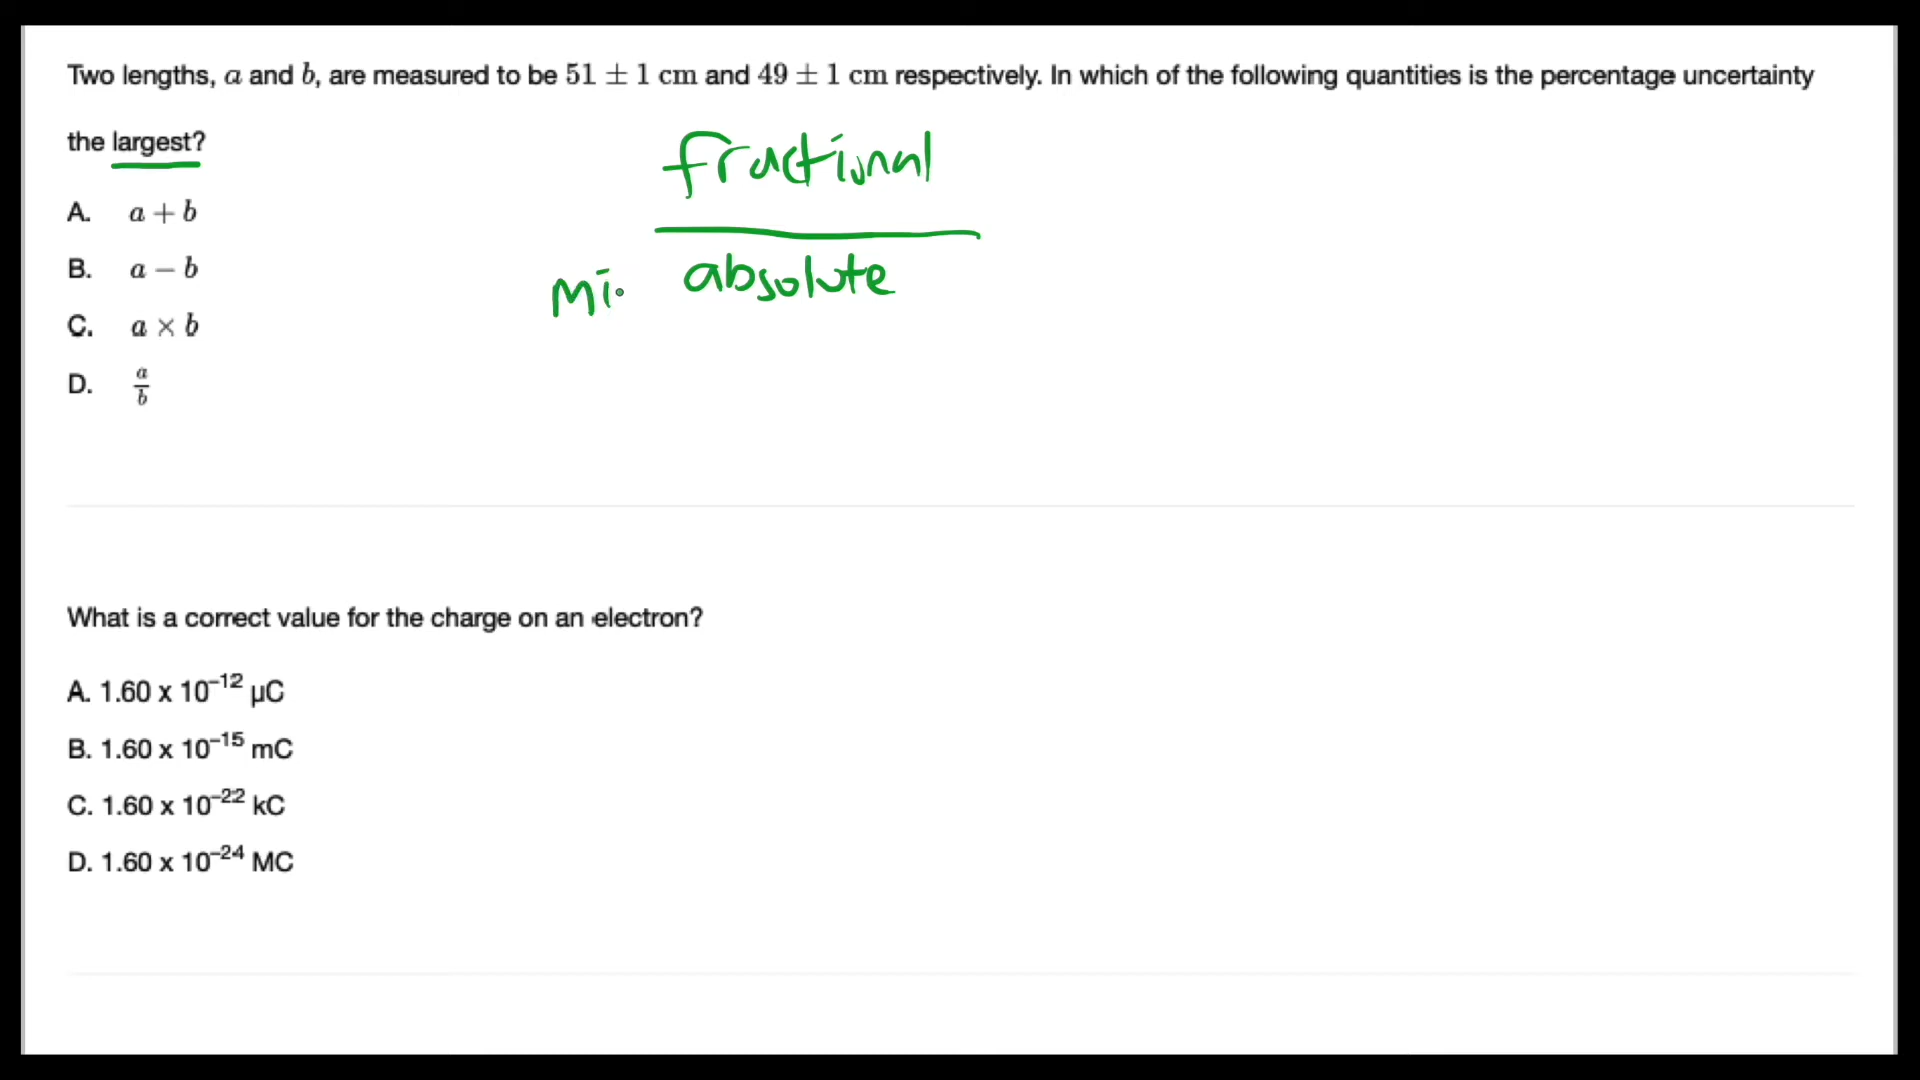 Two lengths, a and b, are measured to be 51 ± 1 cm and 49 ± 1 cm respectively. In which of the following quantities is the percentage uncertainty
the largest?
fractional
A. a + b
B. a − b
absolute
mi
C. a × b
D. a/b
What is a correct value for the charge on an electron?
A. 1.60 x 10⁻¹² µC
B. 1.60 x 10⁻¹⁵ mC
C. 1.60 x 10⁻²² kC
D. 1.60 x 10⁻²⁴ MC